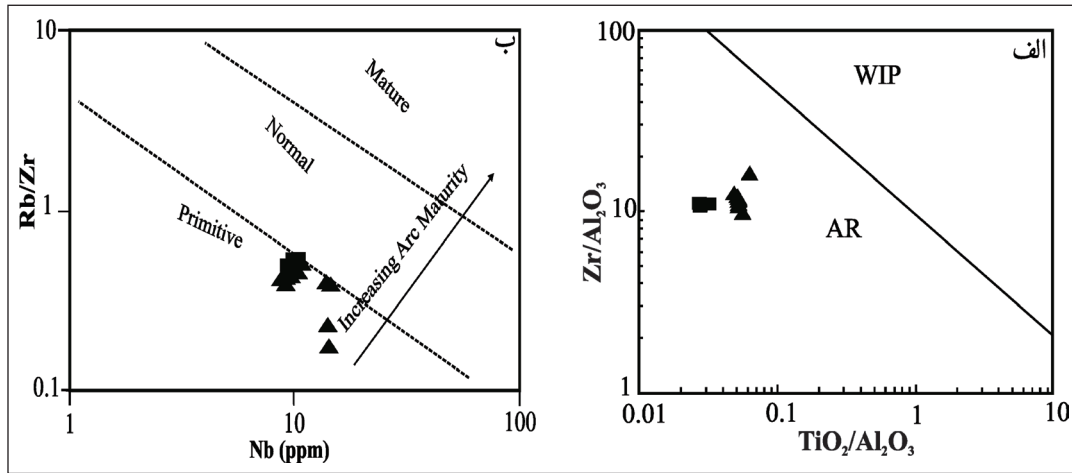 ب
10
1
0.1
1
10
100
Rb/Zr
Nb (ppm)
Mature
Normal
Primitive
Increasing Arc Maturity
الف
100
10
1
0.01
0.1
1
10
Zr/Al₂O₃
TiO₂/Al₂O₃
WIP
AR